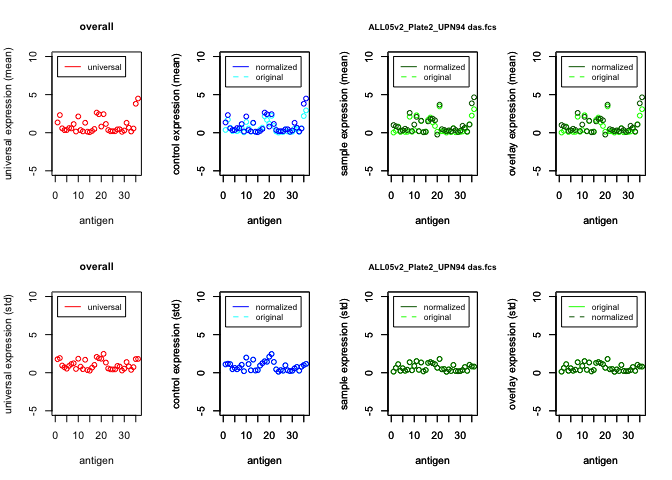 overall
ALL05v2_Plate2_UPN94 das.fcs
universal expression (mean)
10
5
0
-5
universal
0 10 20 30
antigen
control expression (mean)
10
5
0
-5
normalized
original
0 10 20 30
antigen
sample expression (mean)
10
5
0
-5
normalized
original
0 10 20 30
antigen
overlay expression (mean)
10
5
0
-5
normalized
original
0 10 20 30
antigen
overall
ALL05v2_Plate2_UPN94 das.fcs
universal expression (std)
10
5
0
-5
universal
0 10 20 30
antigen
control expression (std)
10
5
0
-5
normalized
original
0 10 20 30
antigen
sample expression (std)
10
5
0
-5
normalized
original
0 10 20 30
antigen
overlay expression (std)
10
5
0
-5
original
normalized
0 10 20 30
antigen